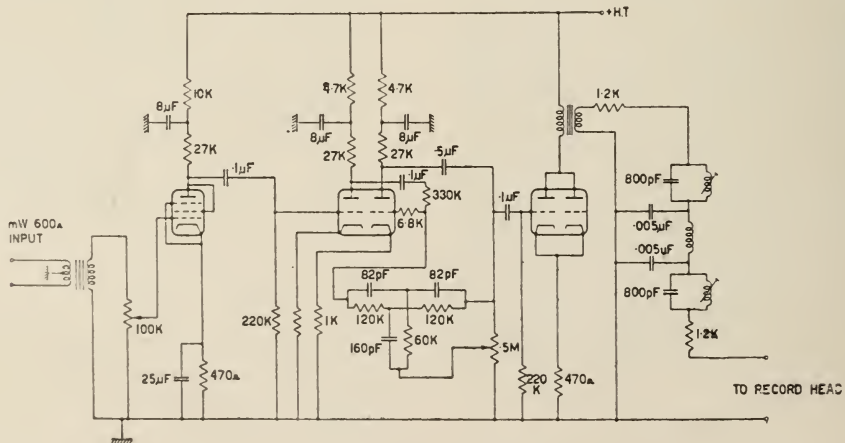 +H.T
10K
8µF
27K
.1µF
4.7K
4.7K
8µF
8µF
27K
27K
.5µF
.1µF
330K
6.8K
1.2K
800pF
.005µF
.005µF
800pF
1.2K
mW 600Ω
INPUT
100K
25µF
470Ω
220K
1K
82pF
82pF
120K
120K
160pF
60K
.5M
.1µF
220
K
470Ω
TO RECORD HEAD